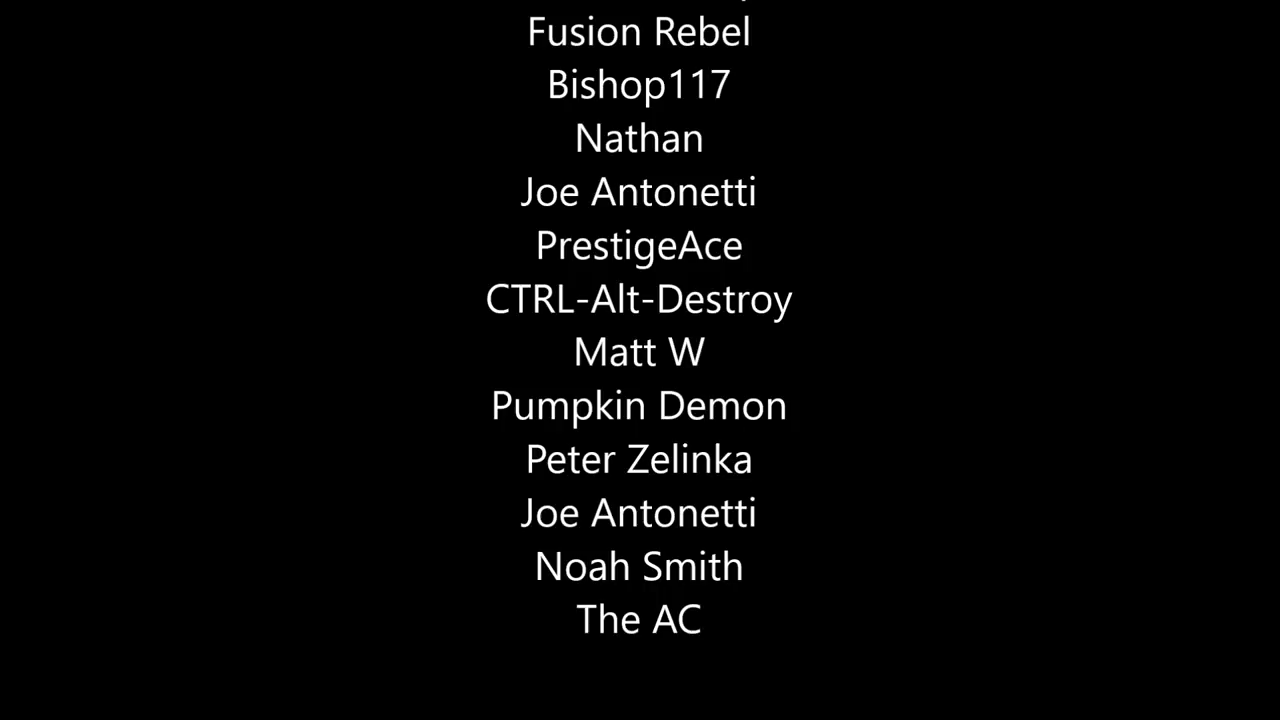 Fusion Rebel
Bishop117
Nathan
Joe Antonetti
PrestigeAce
CTRL-Alt-Destroy
Matt W
Pumpkin Demon
Peter Zelinka
Joe Antonetti
Noah Smith
The AC